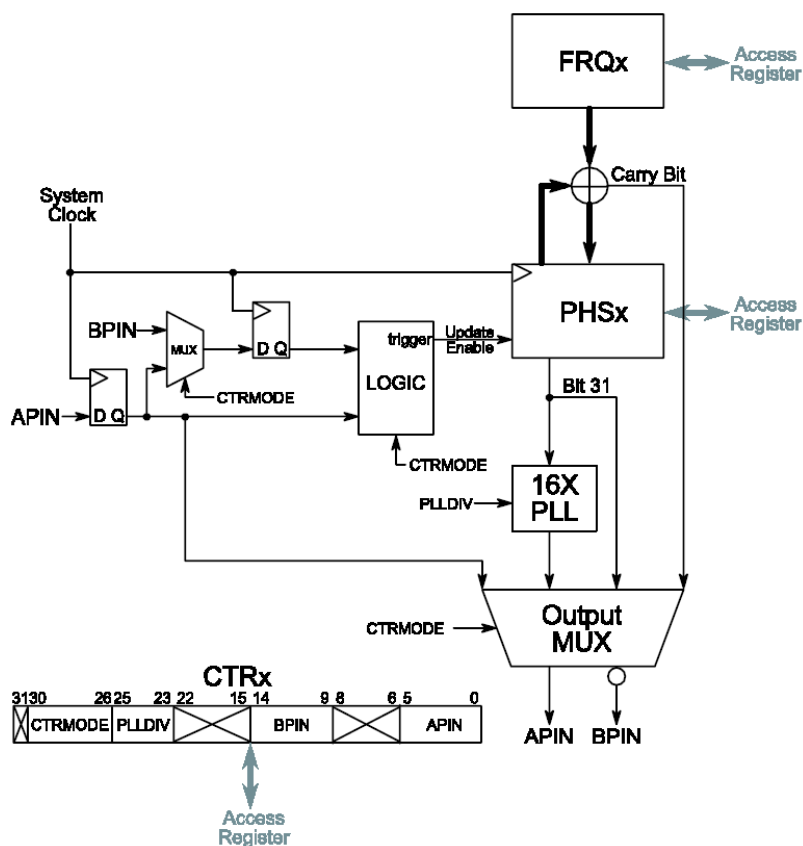 FRQx
Access
Register
Carry Bit
System
Clock
BPIN
MUX
D Q
trigger
Update
Enable
PHSx
Access
Register
LOGIC
CTRMODE
Bit 31
APIN
D Q
CTRMODE
16X
PLL
PLLDIV
Output
MUX
CTRMODE
CTRx
31 30 26 25 23 22 15 14 9 8 6 5 0
CTRMODE PLLDIV BPIN APIN
APIN BPIN
Access
Register